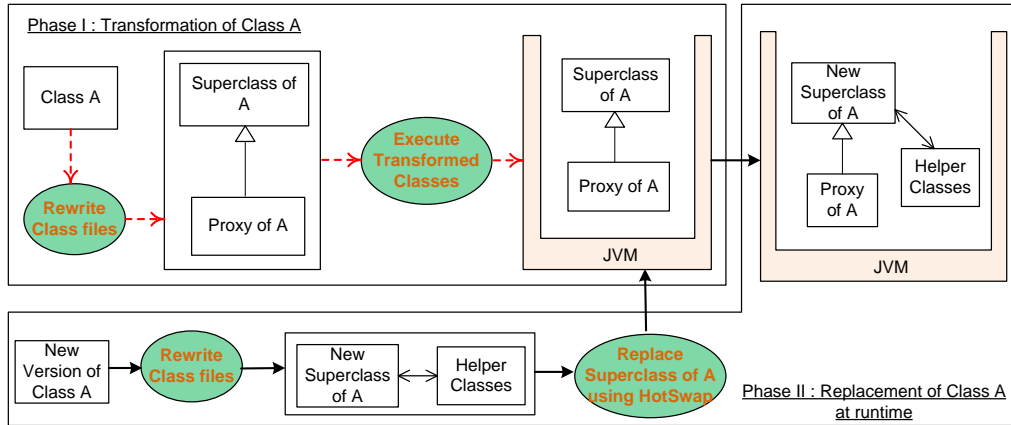 Phase I : Transformation of Class A
Class A
Rewrite
Class files
Superclass of
A
Proxy of A
Execute
Transformed
Classes
Superclass
of A
Proxy of A
JVM
New
Superclass
of A
Proxy
of A
Helper
Classes
JVM
New
Version of
Class A
Rewrite
Class files
New
Superclass
of A
Helper
Classes
Replace
Superclass of A
using HotSwap
Phase II : Replacement of Class A
at runtime